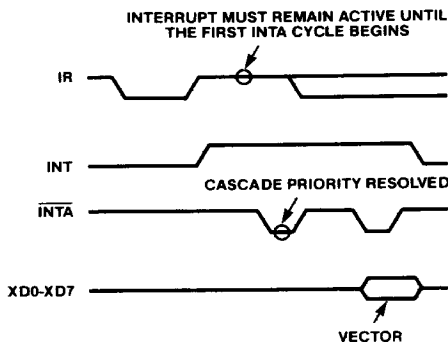 INTERRUPT MUST REMAIN ACTIVE UNTIL
THE FIRST INTA CYCLE BEGINS
IR
INT
CASCADE PRIORITY RESOLVED
INTA
XD0-XD7
VECTOR